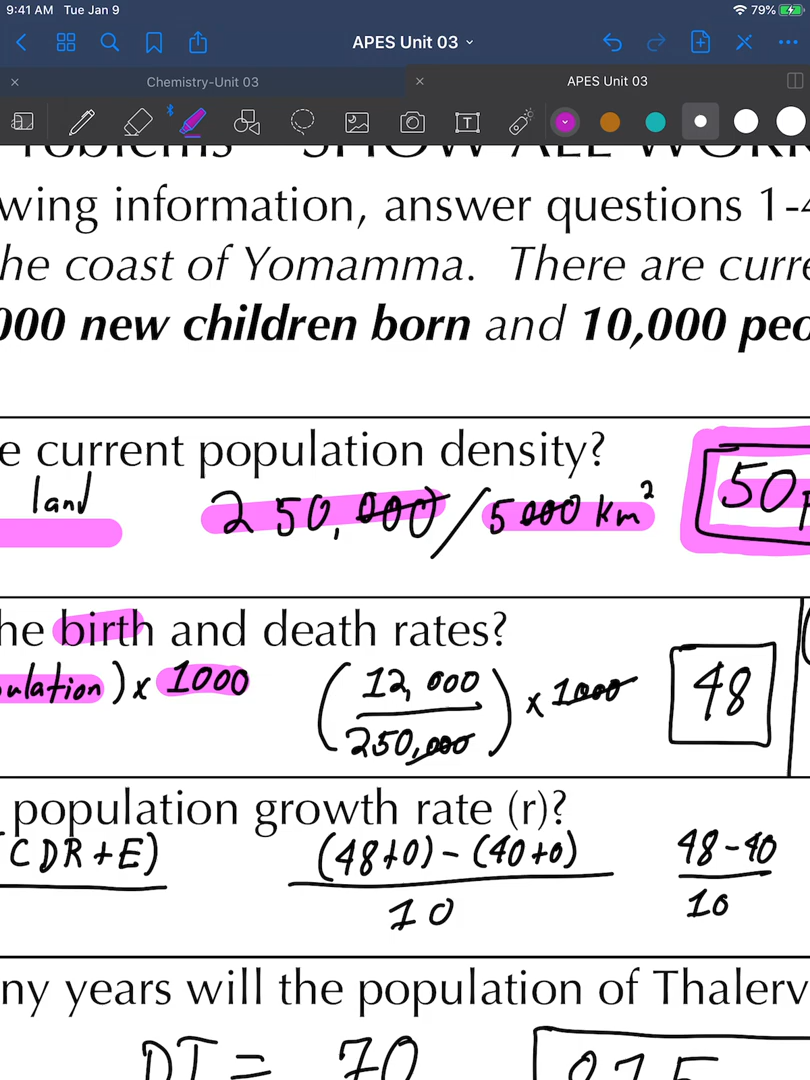 9:41 AM Tue Jan 9 79%
APES Unit 03
Chemistry-Unit 03 APES Unit 03
SHOW ALL WORK
wing information, answer questions 1-4
he coast of Yomamma. There are curre
000 new children born and 10,000 peo
e current population density?
land 250,000/5000 km² 50
he birth and death rates?
ulation) x 1000 (12,000 / 250,000) x 1000 48
population growth rate (r)?
CDR+E) (48+0) - (40+0) 48-40
10 10
ny years will the population of Thalerv
DT = 70